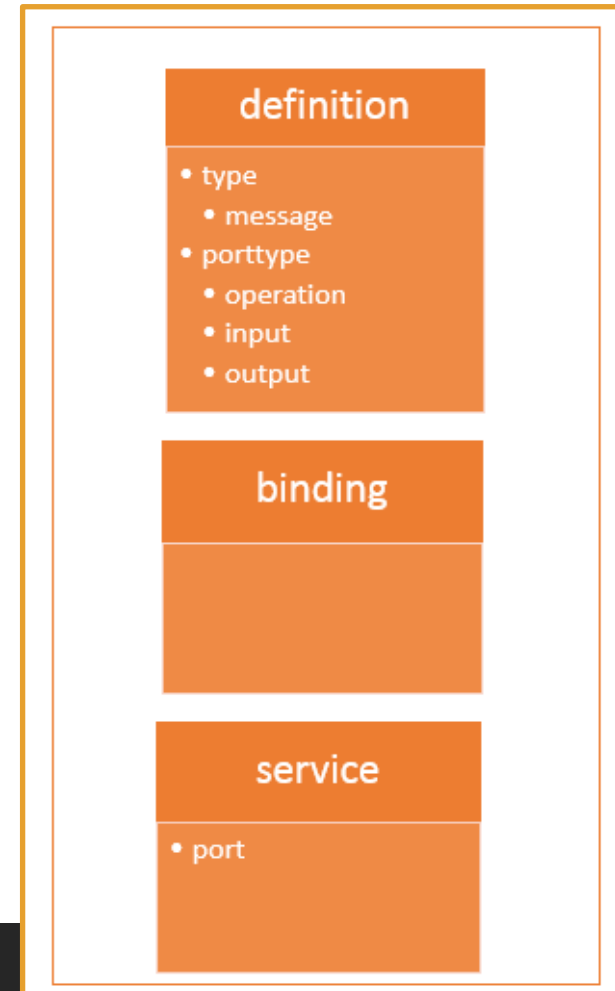 definition
• type
• message
• porttype
• operation
• input
• output
binding
service
• port